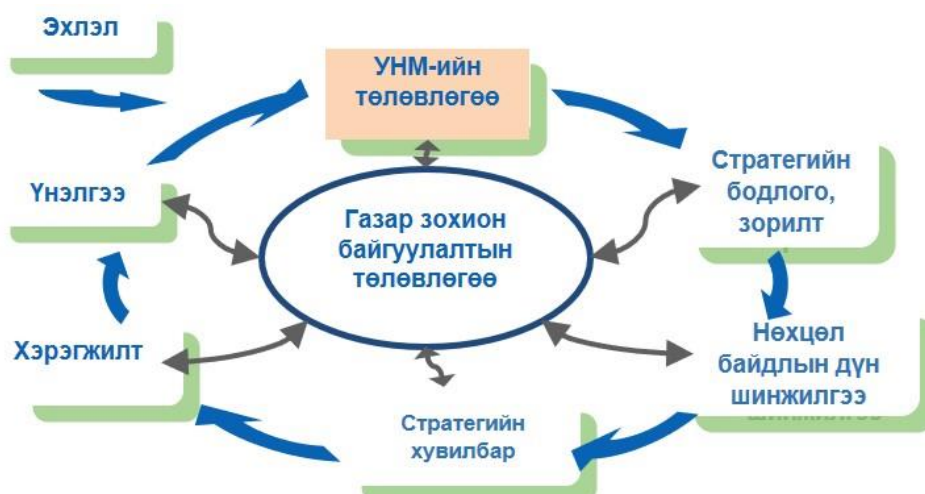 Эхлэл
УНМ-ийн
төлөвлөгөө
Стратегийн
бодлого,
зорилт
Нөхцөл
байдлын дүн
шинжилгээ
Стратегийн
хувилбар
Хэрэгжилт
Үнэлгээ
Газар зохион
байгуулалтын
төлөвлөгөө